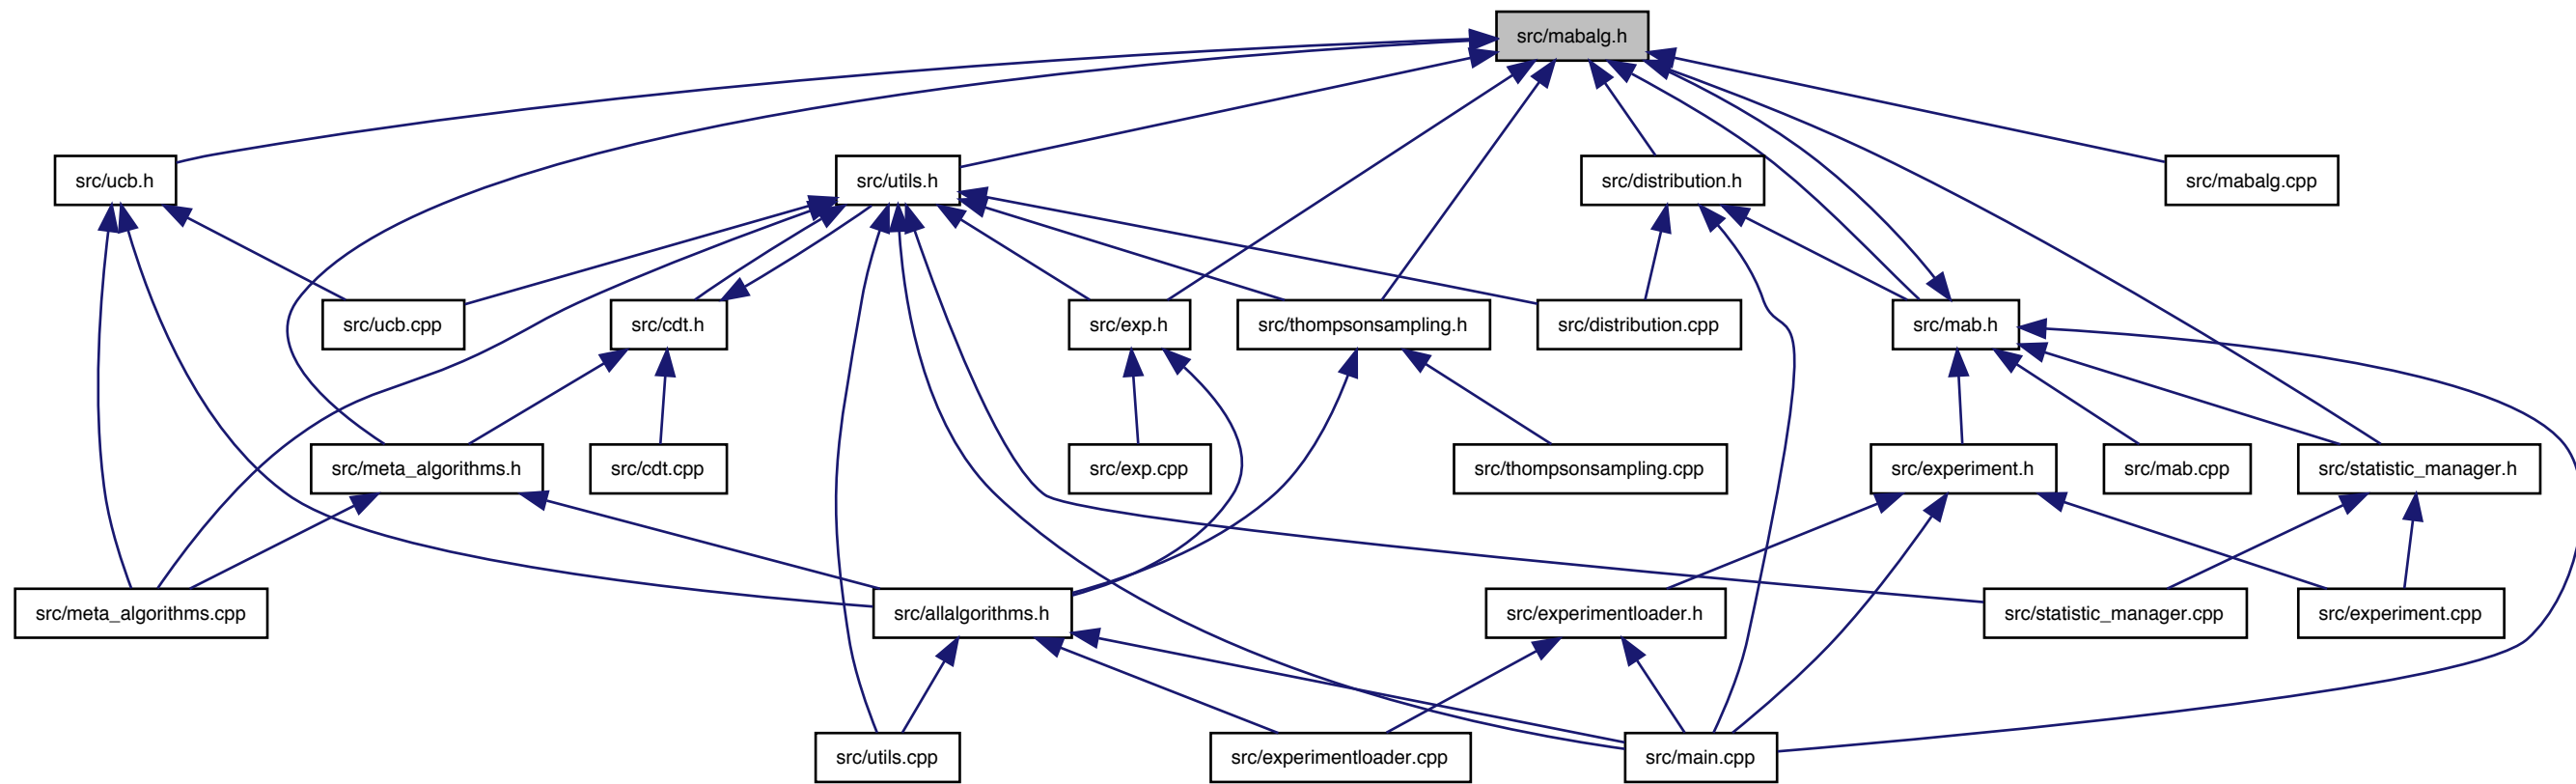 src/mabalg.h
src/ucb.h
src/utils.h
src/distribution.h
src/mabalg.cpp
src/ucb.cpp
src/cdt.h
src/exp.h
src/thompsonsampling.h
src/distribution.cpp
src/mab.h
src/meta_algorithms.h
src/cdt.cpp
src/exp.cpp
src/thompsonsampling.cpp
src/experiment.h
src/mab.cpp
src/statistic_manager.h
src/meta_algorithms.cpp
src/allalgorithms.h
src/experimentloader.h
src/statistic_manager.cpp
src/experiment.cpp
src/utils.cpp
src/experimentloader.cpp
src/main.cpp